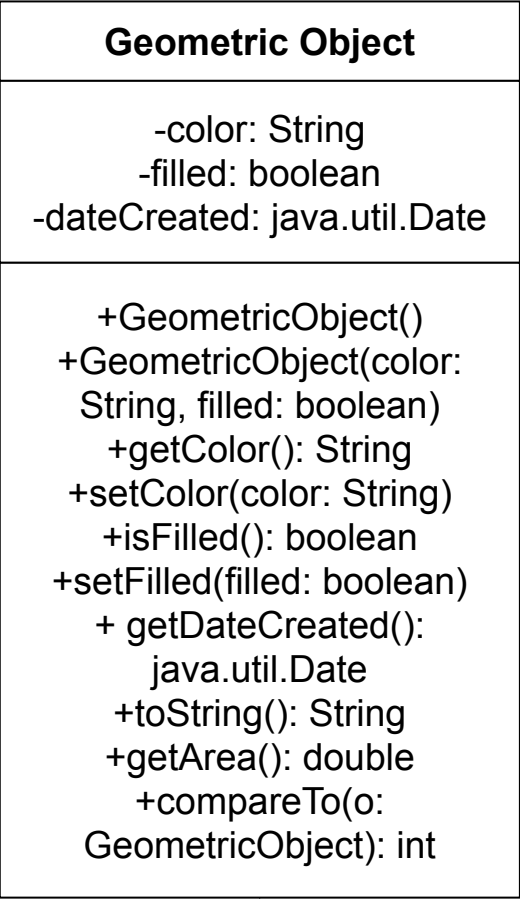 Geometric Object
-color: String
-filled: boolean
-dateCreated: java.util.Date
+GeometricObject()
+GeometricObject(color:
String, filled: boolean)
+getColor(): String
+setColor(color: String)
+isFilled(): boolean
+setFilled(filled: boolean)
+ getDateCreated():
java.util.Date
+toString(): String
+getArea(): double
+compareTo(o:
GeometricObject): int